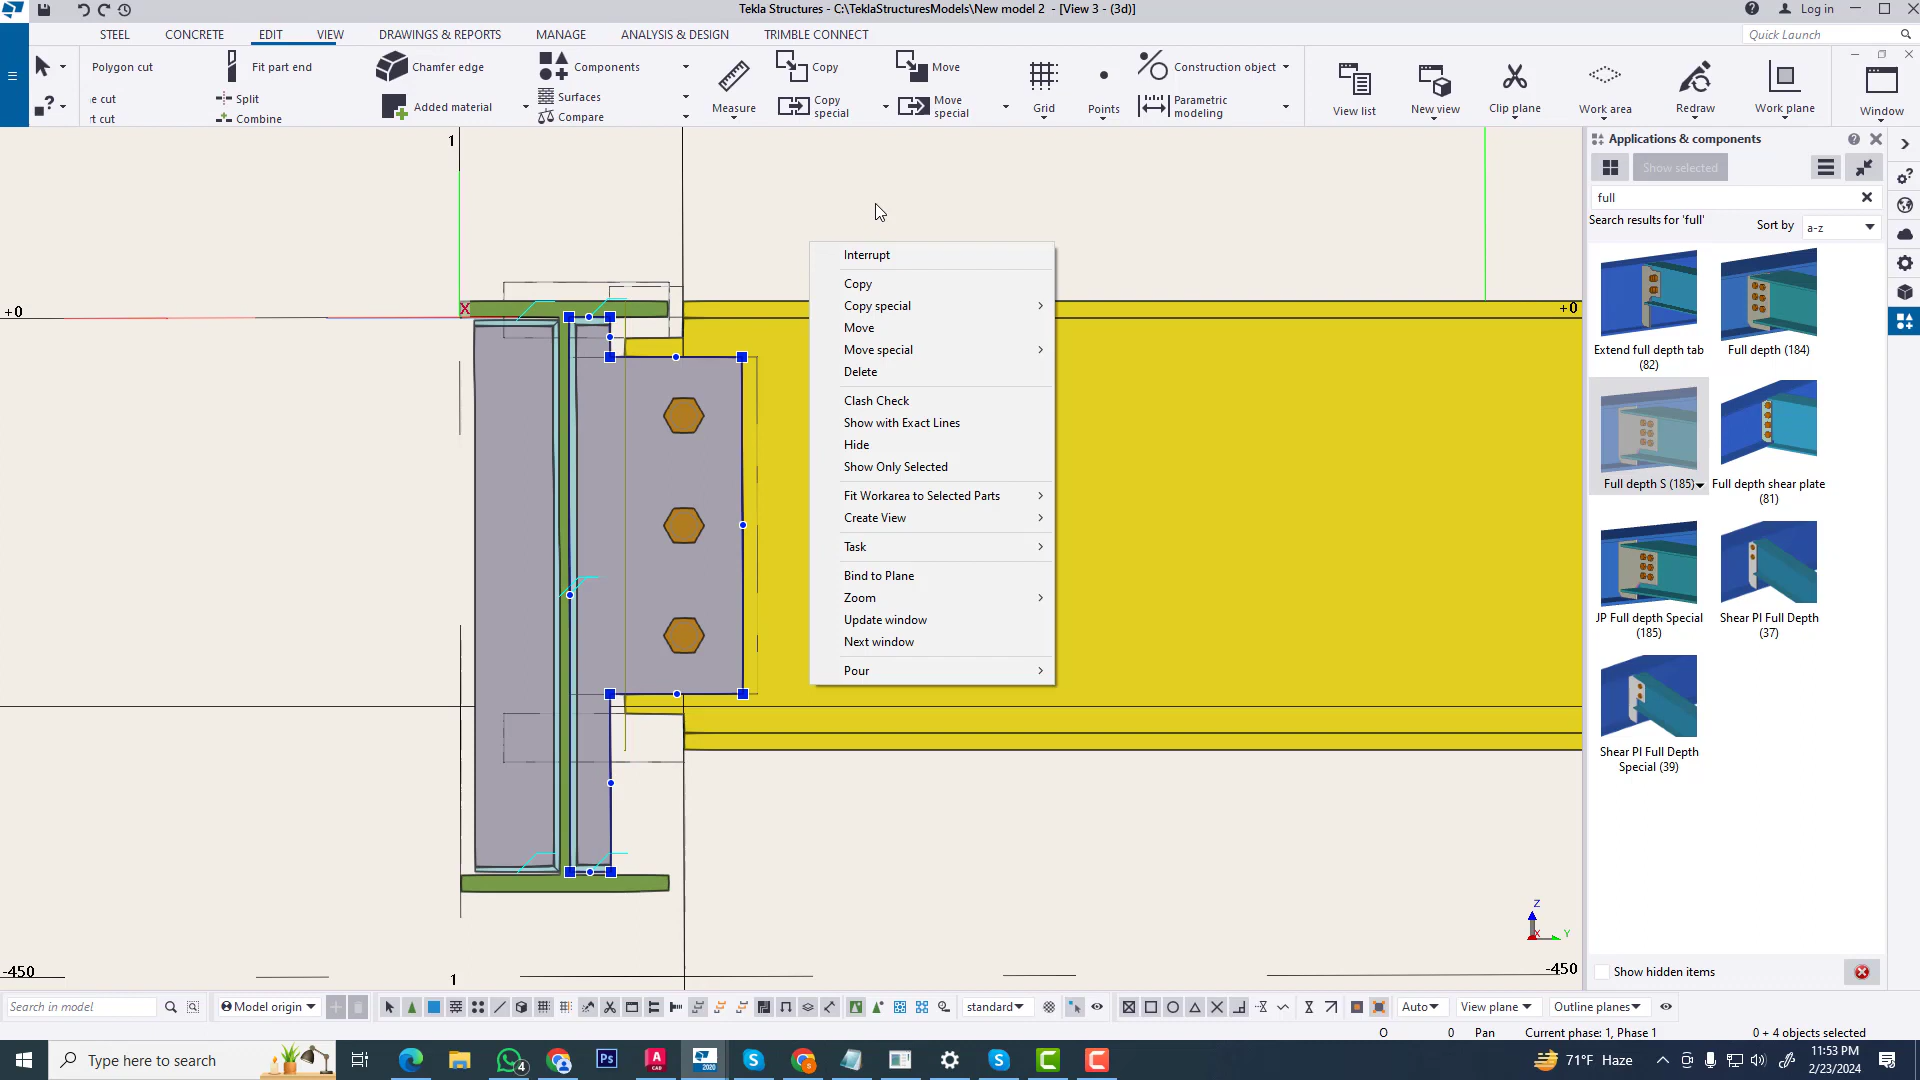 Tekla Structures - C:\TeklaStructuresModels\New model 2 - [View 3 - (3d)]
Log in
STEEL CONCRETE EDIT VIEW DRAWINGS & REPORTS MANAGE ANALYSIS & DESIGN TRIMBLE CONNECT
Quick Launch
Polygon cut
Fit part end
Chamfer edge
Components
Copy
Move
Construction object
e cut
Split
Added material
Surfaces
Measure
Copy special
Move special
Grid
Points
Parametric modeling
View list
New view
Clip plane
Work area
Redraw
Work plane
Window
rt cut
Combine
Compare
Applications & components
Show selected
full
Search results for 'full'
Sort by
a-z
Extend full depth tab (82)
Full depth (184)
Full depth S (185)
Full depth shear plate (81)
JP Full depth Special (185)
Shear Pl Full Depth (37)
Shear Pl Full Depth Special (39)
Show hidden items
1
+0
X
+0
Interrupt
Copy
Copy special
Move
Move special
Delete
Clash Check
Show with Exact Lines
Hide
Show Only Selected
Fit Workarea to Selected Parts
Create View
Task
Bind to Plane
Zoom
Update window
Next window
Pour
Z
X
Y
-450
1
-450
Search in model
Model origin
standard
Auto
View plane
Outline planes
O
0
Pan
Current phase: 1, Phase 1
0 + 4 objects selected
Type here to search
4
Ps
A
CAD
2020
71°F Haze
11:53 PM
2/23/2024